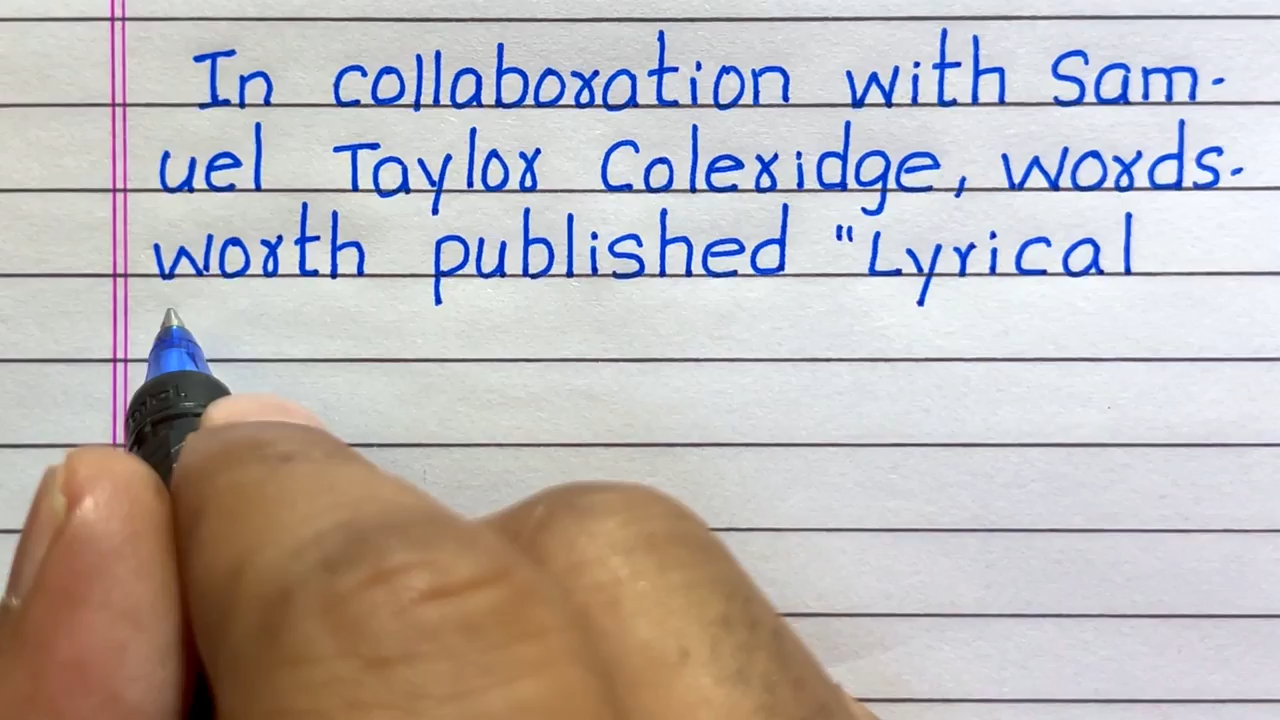 In collaboration with Sam-
uel Taylor Coleridge, words-
worth published "Lyrical